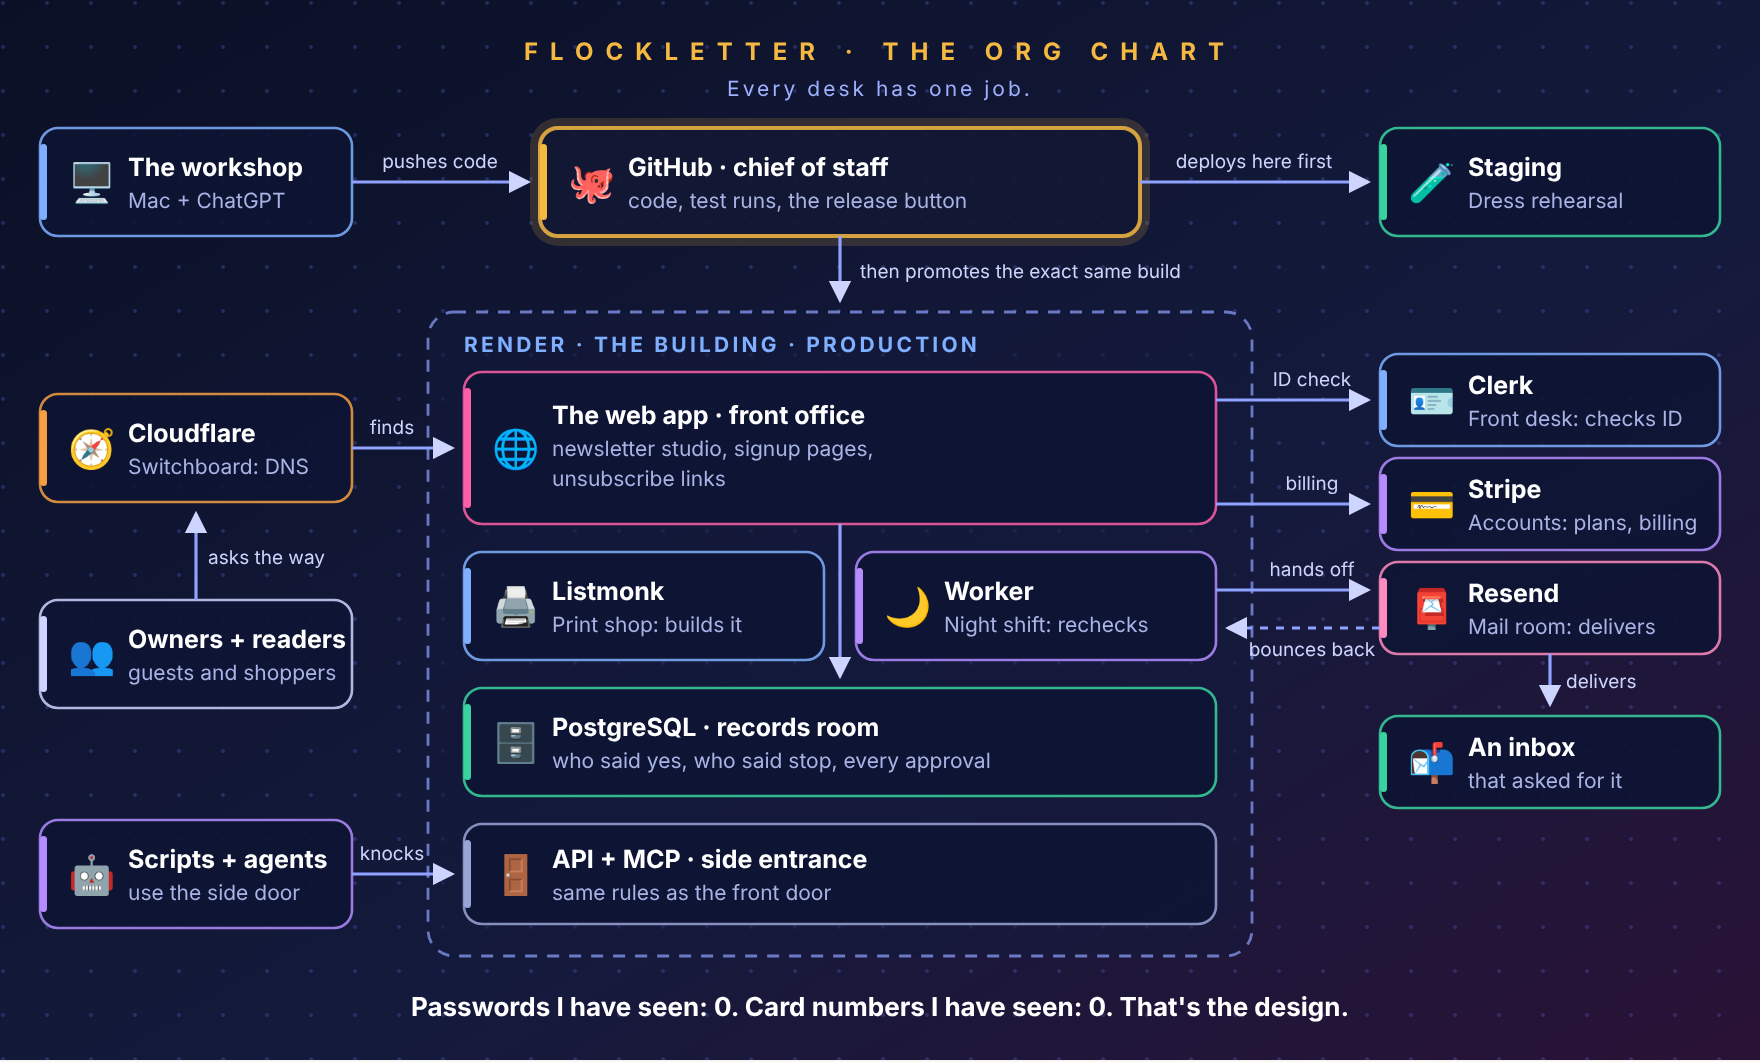 FLOCKLETTER · THE ORG CHART
Every desk has one job.
The workshop
Mac + ChatGPT
pushes code
GitHub · chief of staff
code, test runs, the release button
deploys here first
Staging
Dress rehearsal
then promotes the exact same build
RENDER · THE BUILDING · PRODUCTION
Cloudflare
Switchboard: DNS
finds
The web app · front office
newsletter studio, signup pages,
unsubscribe links
ID check
Clerk
Front desk: checks ID
billing
Stripe
Accounts: plans, billing
asks the way
Owners + readers
guests and shoppers
Listmonk
Print shop: builds it
Worker
Night shift: rechecks
hands off
Resend
Mail room: delivers
bounces back
delivers
PostgreSQL · records room
who said yes, who said stop, every approval
An inbox
that asked for it
Scripts + agents
use the side door
knocks
API + MCP · side entrance
same rules as the front door
Passwords I have seen: 0. Card numbers I have seen: 0. That's the design.